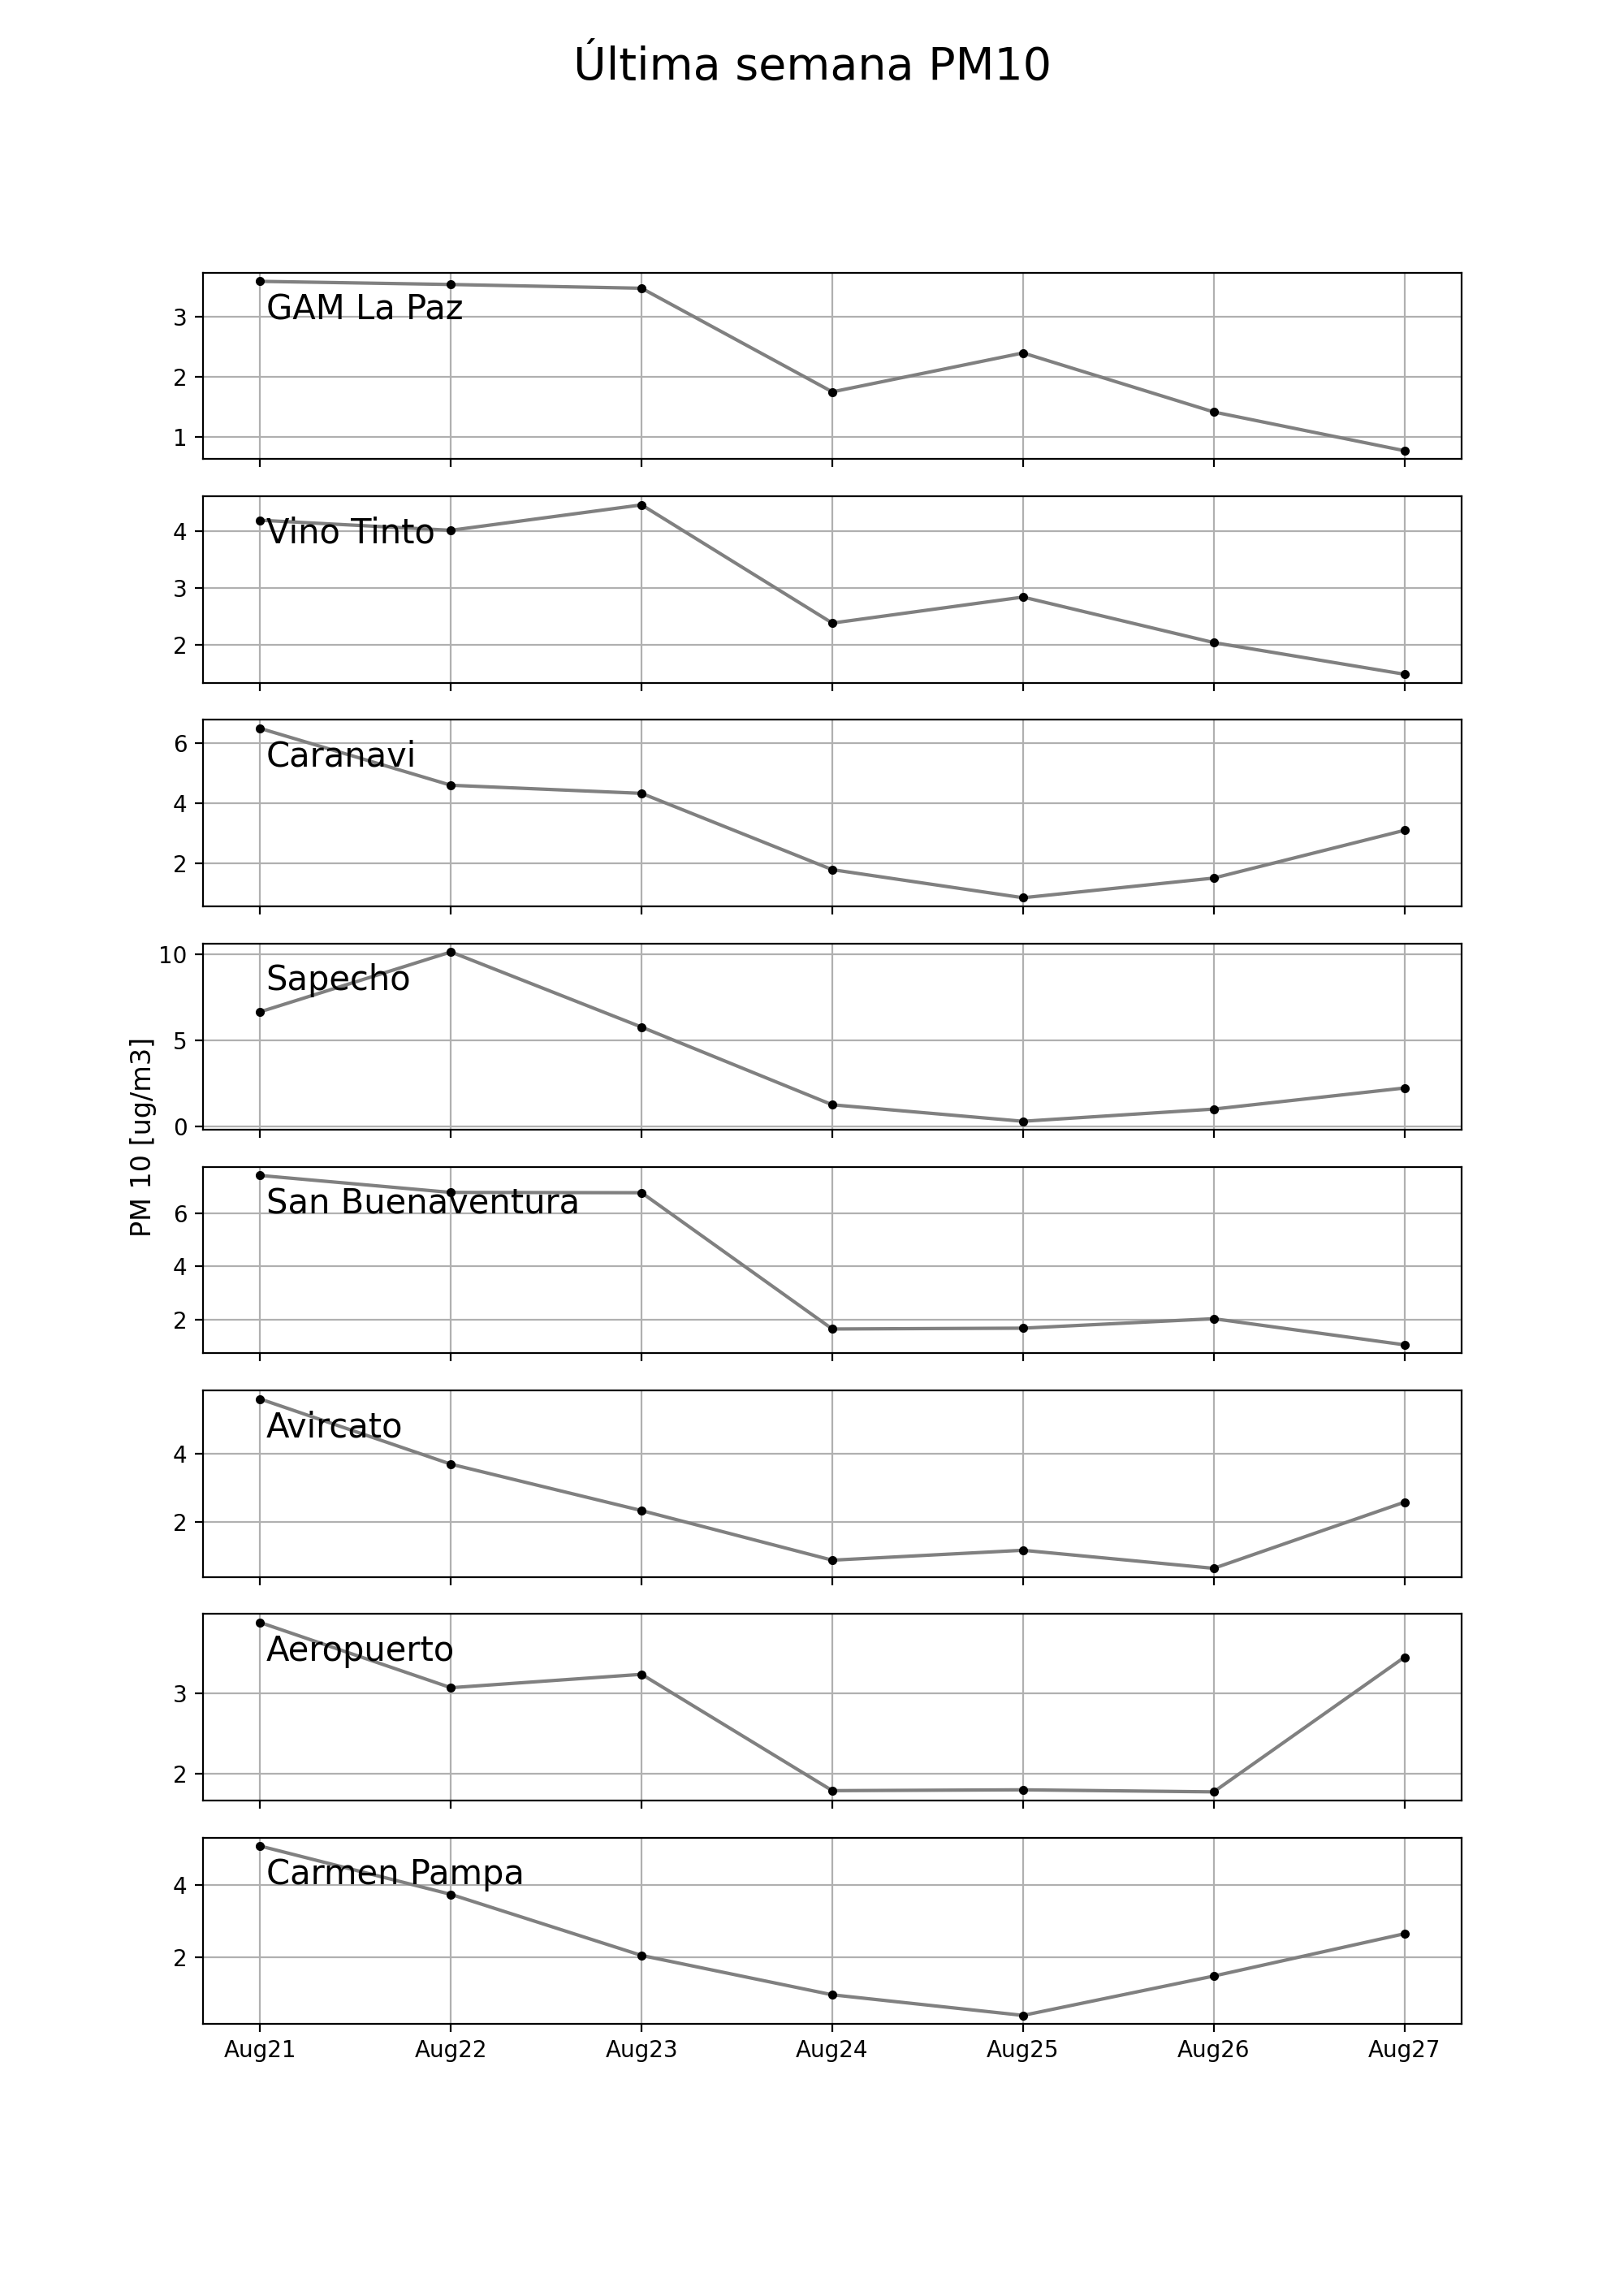 Última semana PM10
GAM La Paz
3
2
1
Vino Tinto
4
3
2
Caranavi
6
4
2
Sapecho
10
5
0
PM 10 [ug/m3]
San Buenaventura
6
4
2
Avircato
4
2
Aeropuerto
3
2
Carmen Pampa
4
2
Aug21 Aug22 Aug23 Aug24 Aug25 Aug26 Aug27